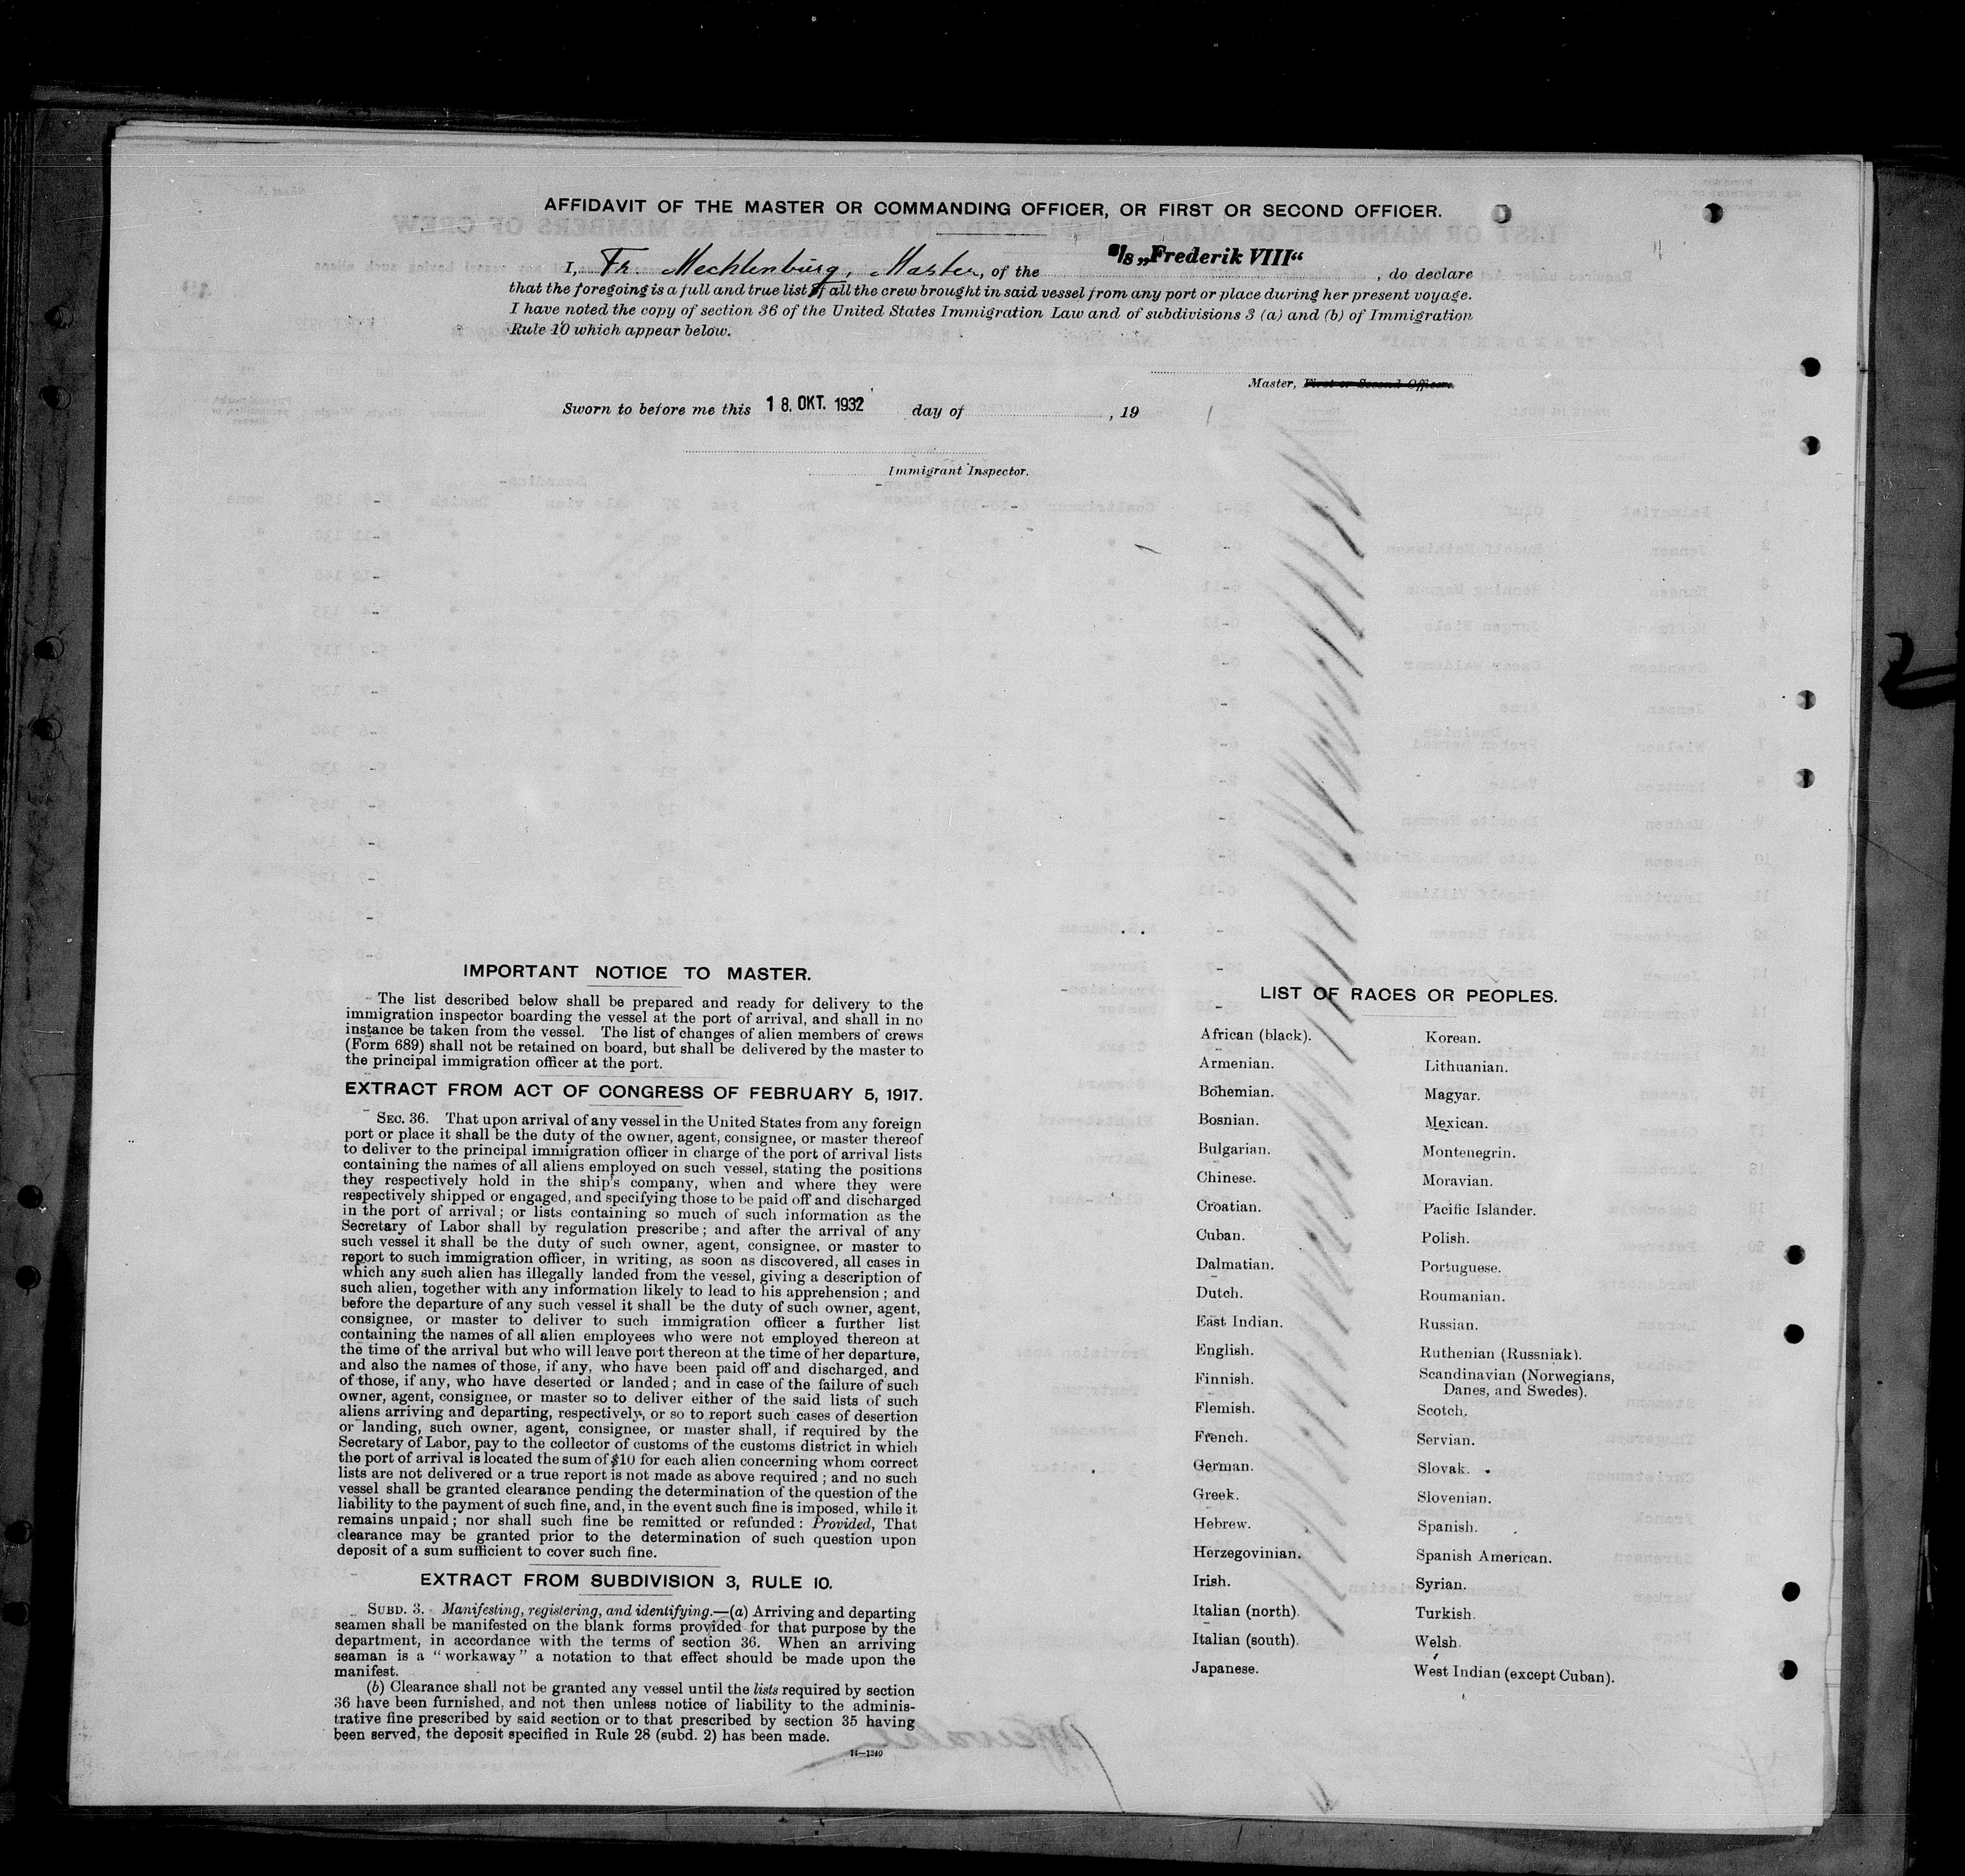 AFFIDAVIT OF THE MASTER OR COMMANDING OFFICER, OR FIRST OR SECOND OFFICER.
I, Fr. Mecklenburg, Master, of the S/S „Frederik VIII“, do declare
that the foregoing is a full and true list of all the crew brought in said vessel from any port or place during her present voyage.
I have noted the copy of section 36 of the United States Immigration Law and of subdivisions 3 (a) and (b) of Immigration
Rule 10 which appear below.
Master, First or Second Officer.
Sworn to before me this 18. OKT. 1932 day of , 19
Immigrant Inspector.
IMPORTANT NOTICE TO MASTER.
The list described below shall be prepared and ready for delivery to the
immigration inspector boarding the vessel at the port of arrival, and shall in no
instance be taken from the vessel. The list of changes of alien members of crews
(Form 689) shall not be retained on board, but shall be delivered by the master to
the principal immigration officer at the port.
EXTRACT FROM ACT OF CONGRESS OF FEBRUARY 5, 1917.
SEC. 36. That upon arrival of any vessel in the United States from any foreign
port or place it shall be the duty of the owner, agent, consignee, or master thereof
to deliver to the principal immigration officer in charge of the port of arrival lists
containing the names of all aliens employed on such vessel, stating the positions
they respectively hold in the ship's company, when and where they were
respectively shipped or engaged, and specifying those to be paid off and discharged
in the port of arrival; or lists containing so much of such information as the
Secretary of Labor shall by regulation prescribe; and after the arrival of any
such vessel it shall be the duty of such owner, agent, consignee, or master to
report to such immigration officer, in writing, as soon as discovered, all cases in
which any such alien has illegally landed from the vessel, giving a description of
such alien, together with any information likely to lead to his apprehension; and
before the departure of any such vessel it shall be the duty of such owner, agent,
consignee, or master to deliver to such immigration officer a further list
containing the names of all alien employees who were not employed thereon at
the time of the arrival but who will leave port thereon at the time of her departure,
and also the names of those, if any, who have been paid off and discharged, and
of those, if any, who have deserted or landed; and in case of the failure of such
owner, agent, consignee, or master so to deliver either of the said lists of such
aliens arriving and departing, respectively, or so to report such cases of desertion
or landing, such owner, agent, consignee, or master shall, if required by the
Secretary of Labor, pay to the collector of customs of the customs district in which
the port of arrival is located the sum of $10 for each alien concerning whom correct
lists are not delivered or a true report is not made as above required; and no such
vessel shall be granted clearance pending the determination of the question of the
liability to the payment of such fine, and, in the event such fine is imposed, while it
remains unpaid; nor shall such fine be remitted or refunded: Provided, That
clearance may be granted prior to the determination of such question upon
deposit of a sum sufficient to cover such fine.
EXTRACT FROM SUBDIVISION 3, RULE 10.
SUBD. 3. Manifesting, registering, and identifying.—(a) Arriving and departing
seamen shall be manifested on the blank forms provided for that purpose by the
department, in accordance with the terms of section 36. When an arriving
seaman is a "workaway" a notation to that effect should be made upon the
manifest.
(b) Clearance shall not be granted any vessel until the lists required by section
36 have been furnished, and not then unless notice of liability to the adminis-
trative fine prescribed by said section or to that prescribed by section 35 having
been served, the deposit specified in Rule 28 (subd. 2) has been made.
14—1240
LIST OF RACES OR PEOPLES.
African (black).
Armenian.
Bohemian.
Bosnian.
Bulgarian.
Chinese.
Croatian.
Cuban.
Dalmatian.
Dutch.
East Indian.
English.
Finnish.
Flemish.
French.
German.
Greek.
Hebrew.
Herzegovinian.
Irish.
Italian (north).
Italian (south).
Japanese.
Korean.
Lithuanian.
Magyar.
Mexican.
Montenegrin.
Moravian.
Pacific Islander.
Polish.
Portuguese.
Roumanian.
Russian.
Ruthenian (Russniak).
Scandinavian (Norwegians,
Danes, and Swedes).
Scotch.
Servian.
Slovak.
Slovenian.
Spanish.
Spanish American.
Syrian.
Turkish.
Welsh.
West Indian (except Cuban).